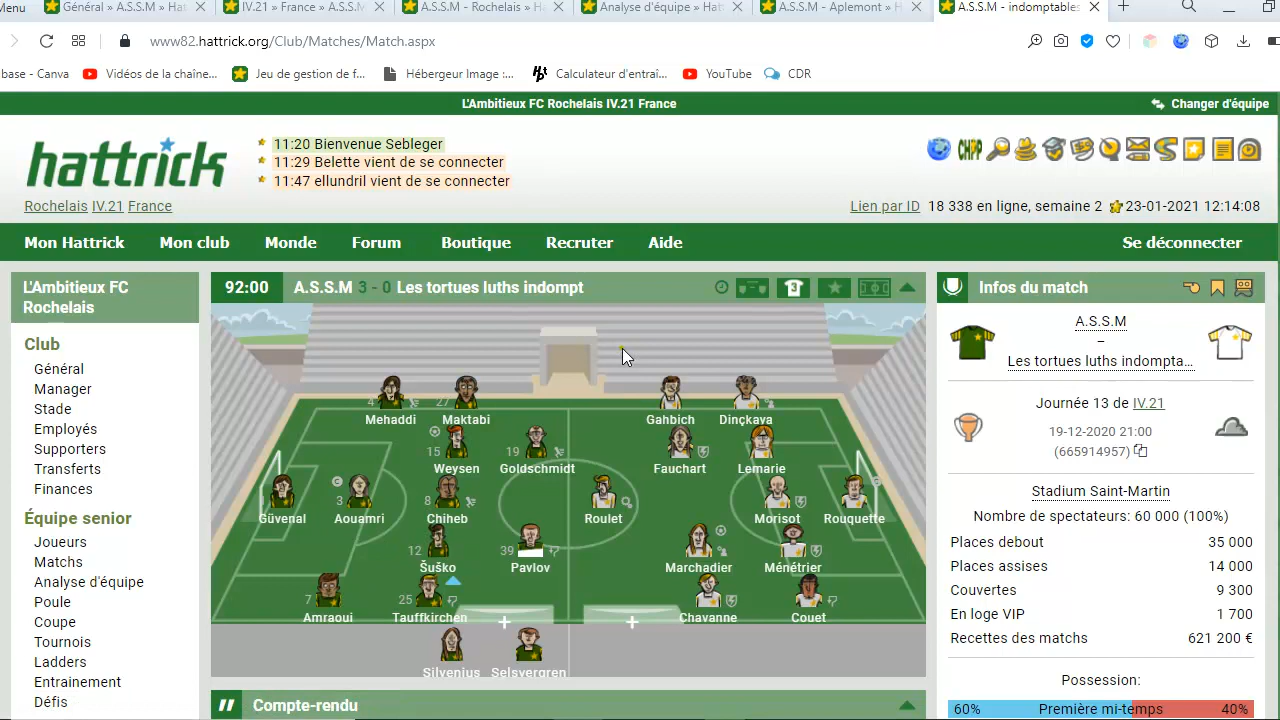 Menu
Général » A.S.S.M » Hat
IV.21 » France » A.S.S.M
A.S.S.M - Rochelais » H
Analyse d'équipe » Hatt
A.S.S.M - Aplemont » H
A.S.S.M - indomptables
www82.hattrick.org/Club/Matches/Match.aspx
base - Canva
Vidéos de la chaîne...
Jeu de gestion de f...
Hébergeur Image :...
Calculateur d'entraî...
YouTube
CDR
L'Ambitieux FC Rochelais IV.21 France
Changer d'équipe
hattrick
11:20 Bienvenue Sebleger
11:29 Belette vient de se connecter
11:47 ellundril vient de se connecter
CHPP
Rochelais IV.21 France
Lien par ID 18 338 en ligne, semaine 2 23-01-2021 12:14:08
Mon Hattrick Mon club Monde Forum Boutique Recruter Aide Se déconnecter
L'Ambitieux FC
Rochelais
Club
Général
Manager
Stade
Employés
Supporters
Transferts
Finances
Équipe senior
Joueurs
Matchs
Analyse d'équipe
Poule
Coupe
Tournois
Ladders
Entrainement
Défis
92:00 A.S.S.M 3 - 0 Les tortues luths indompt
3
4 27
Mehaddi Maktabi Gahbich Dinçkaya
15 19
Weysen Goldschmidt Fauchart Lemarie
3 8
Güvenal Aouamri Chiheb Roulet Morisot Rouquette
12 39
Šuško Pavlov Marchadier Ménétrier
7 25
Amraoui Tauffkirchen Chavanne Couet
Silvenius Selsvergren
Compte-rendu
Infos du match
A.S.S.M
–
Les tortues luths indompta...
Journée 13 de IV.21
19-12-2020 21:00
(665914957)
Stadium Saint-Martin
Nombre de spectateurs: 60 000 (100%)
Places debout 35 000
Places assises 14 000
Couvertes 9 300
En loge VIP 1 700
Recettes des matchs 621 200 €
Possession:
60% Première mi-temps 40%